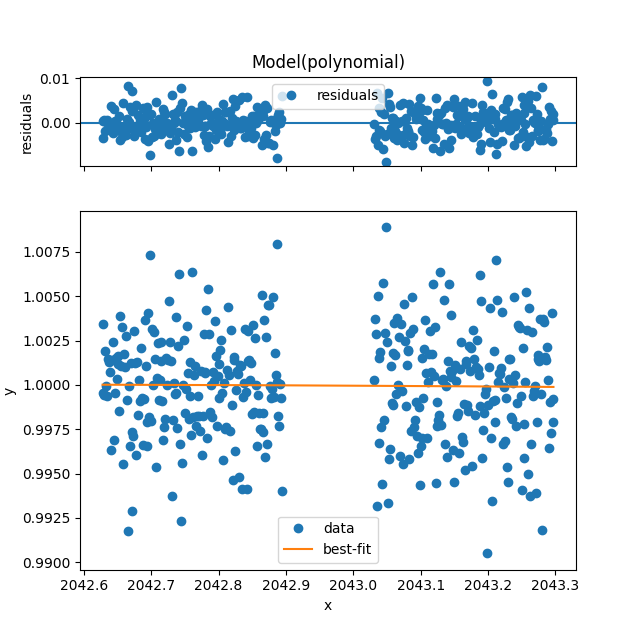 Model(polynomial)
0.01
0.00
residuals
residuals
1.0075
1.0050
1.0025
1.0000
0.9975
0.9950
0.9925
0.9900
y
data
best-fit
2042.6 2042.7 2042.8 2042.9 2043.0 2043.1 2043.2 2043.3
x